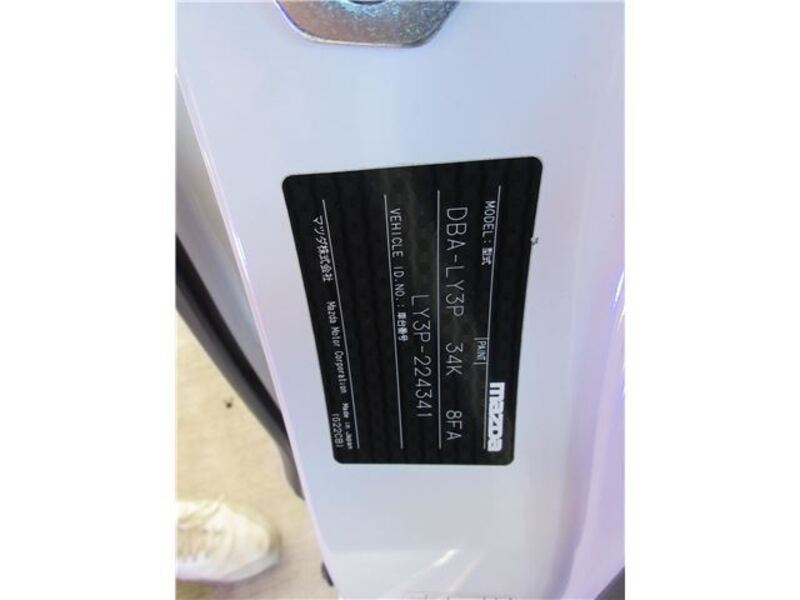 mazda
MODEL：型式 PAINT
DBA-LY3P 34K 8FA
VEHICLE ID.NO.：車台番号
LY3P-224341
マツダ株式会社 Mazda Motor Corporation Made in Japan
(022CB)